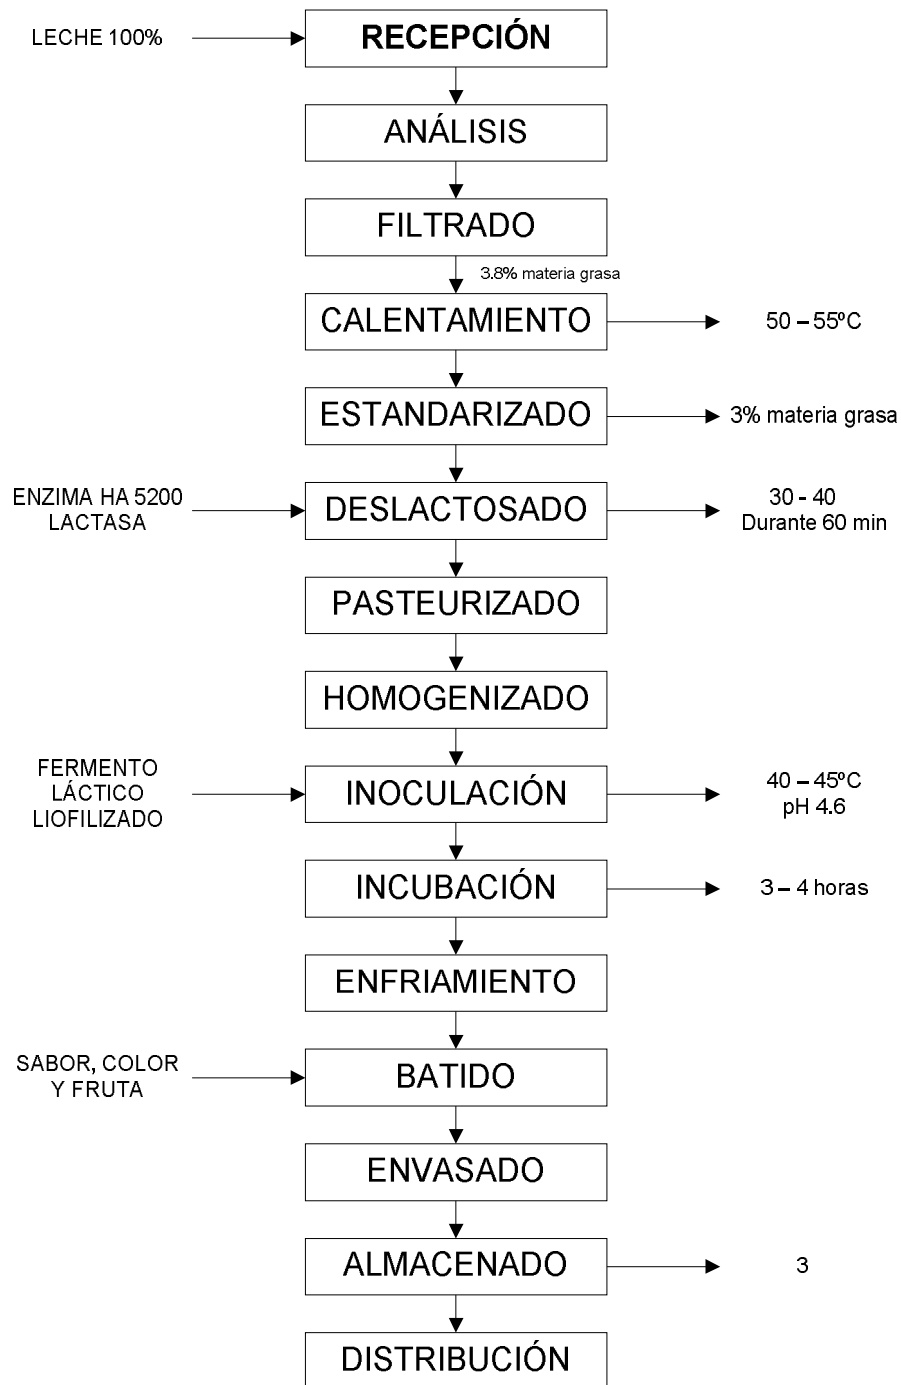 LECHE 100%
RECEPCIÓN
ANÁLISIS
FILTRADO
3.8% materia grasa
CALENTAMIENTO
50 – 55ºC
ESTANDARIZADO
3% materia grasa
ENZIMA HA 5200
LACTASA
DESLACTOSADO
30 - 40
Durante 60 min
PASTEURIZADO
HOMOGENIZADO
FERMENTO
LÁCTICO
LIOFILIZADO
INOCULACIÓN
40 – 45ºC
pH 4.6
INCUBACIÓN
3 – 4 horas
ENFRIAMIENTO
SABOR, COLOR
Y FRUTA
BATIDO
ENVASADO
ALMACENADO
3
DISTRIBUCIÓN